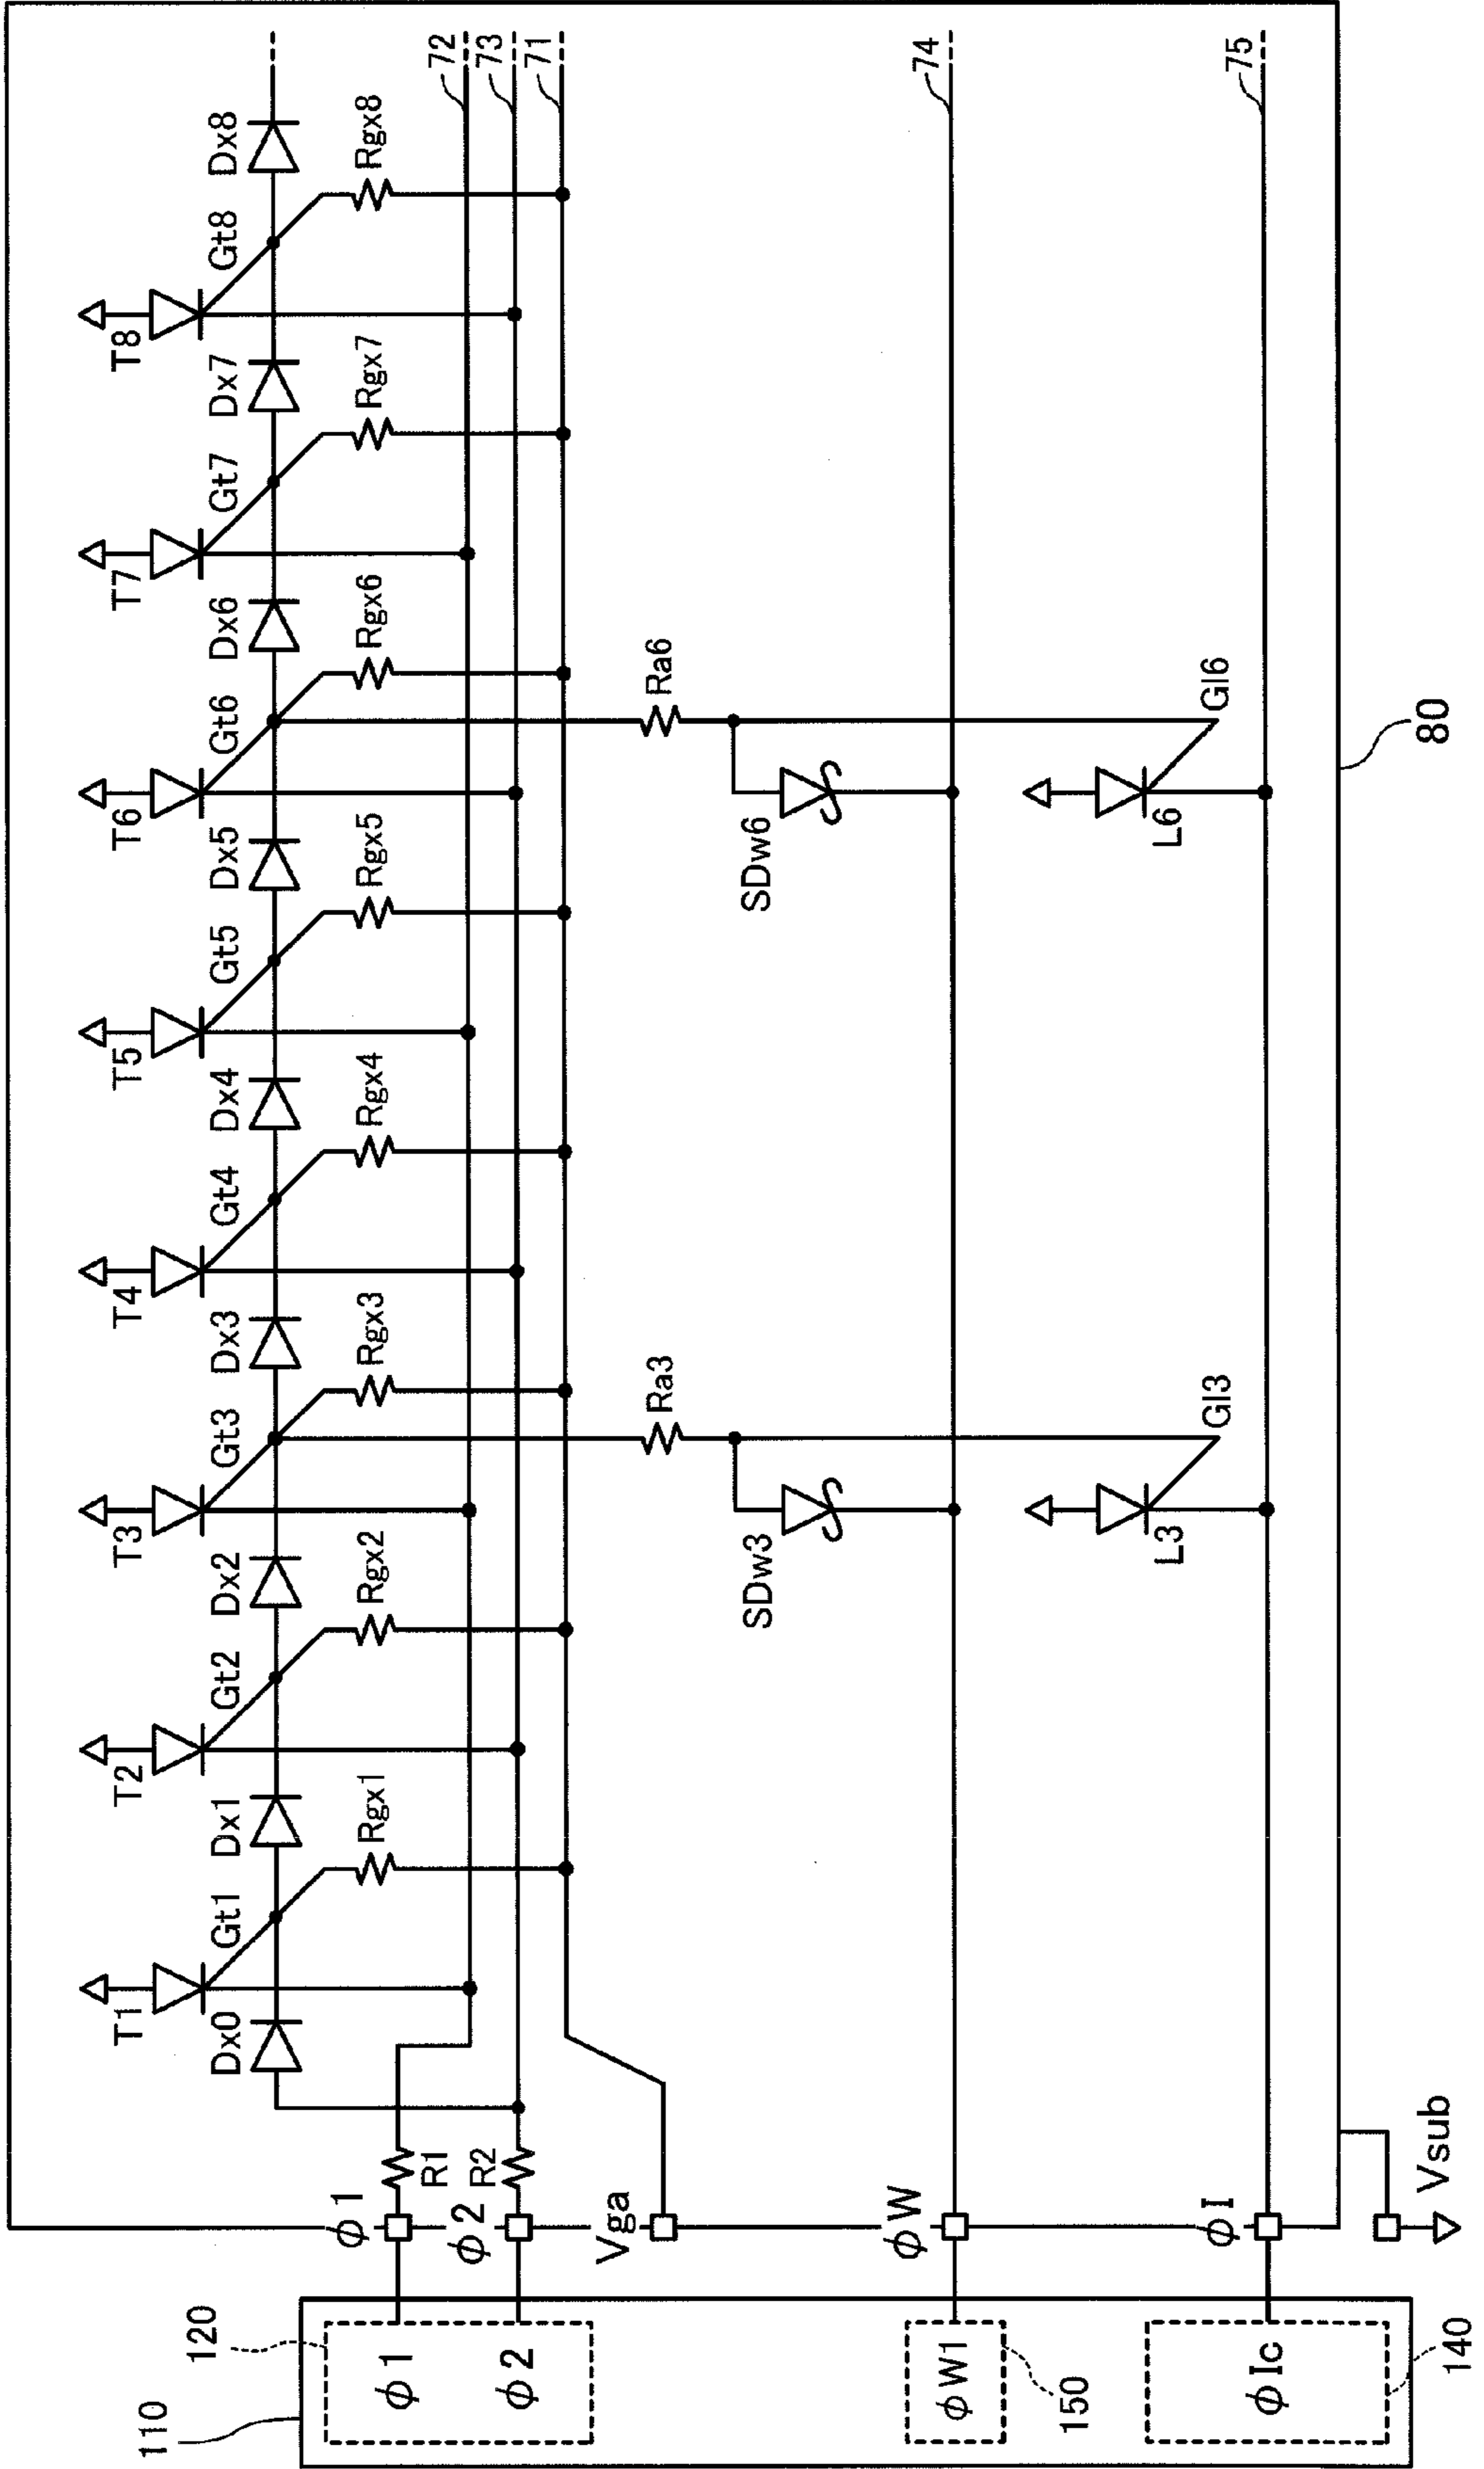 110
120
φ1
φ2
φW1
150
φIc
140
φ1
φ2
Vga
φW
φI
Vsub
R1
R2
80
T1
T2
T3
T4
T5
T6
T7
T8
Dx0
Gt1
Dx1
Gt2
Dx2
Gt3
Dx3
Gt4
Dx4
Gt5
Dx5
Gt6
Dx6
Gt7
Dx7
Gt8
Dx8
Rgx1
Rgx2
Rgx3
Rgx4
Rgx5
Rgx6
Rgx7
Rgx8
72
73
71
Ra3
Ra6
SDw3
SDw6
74
L3
Gl3
L6
Gl6
75